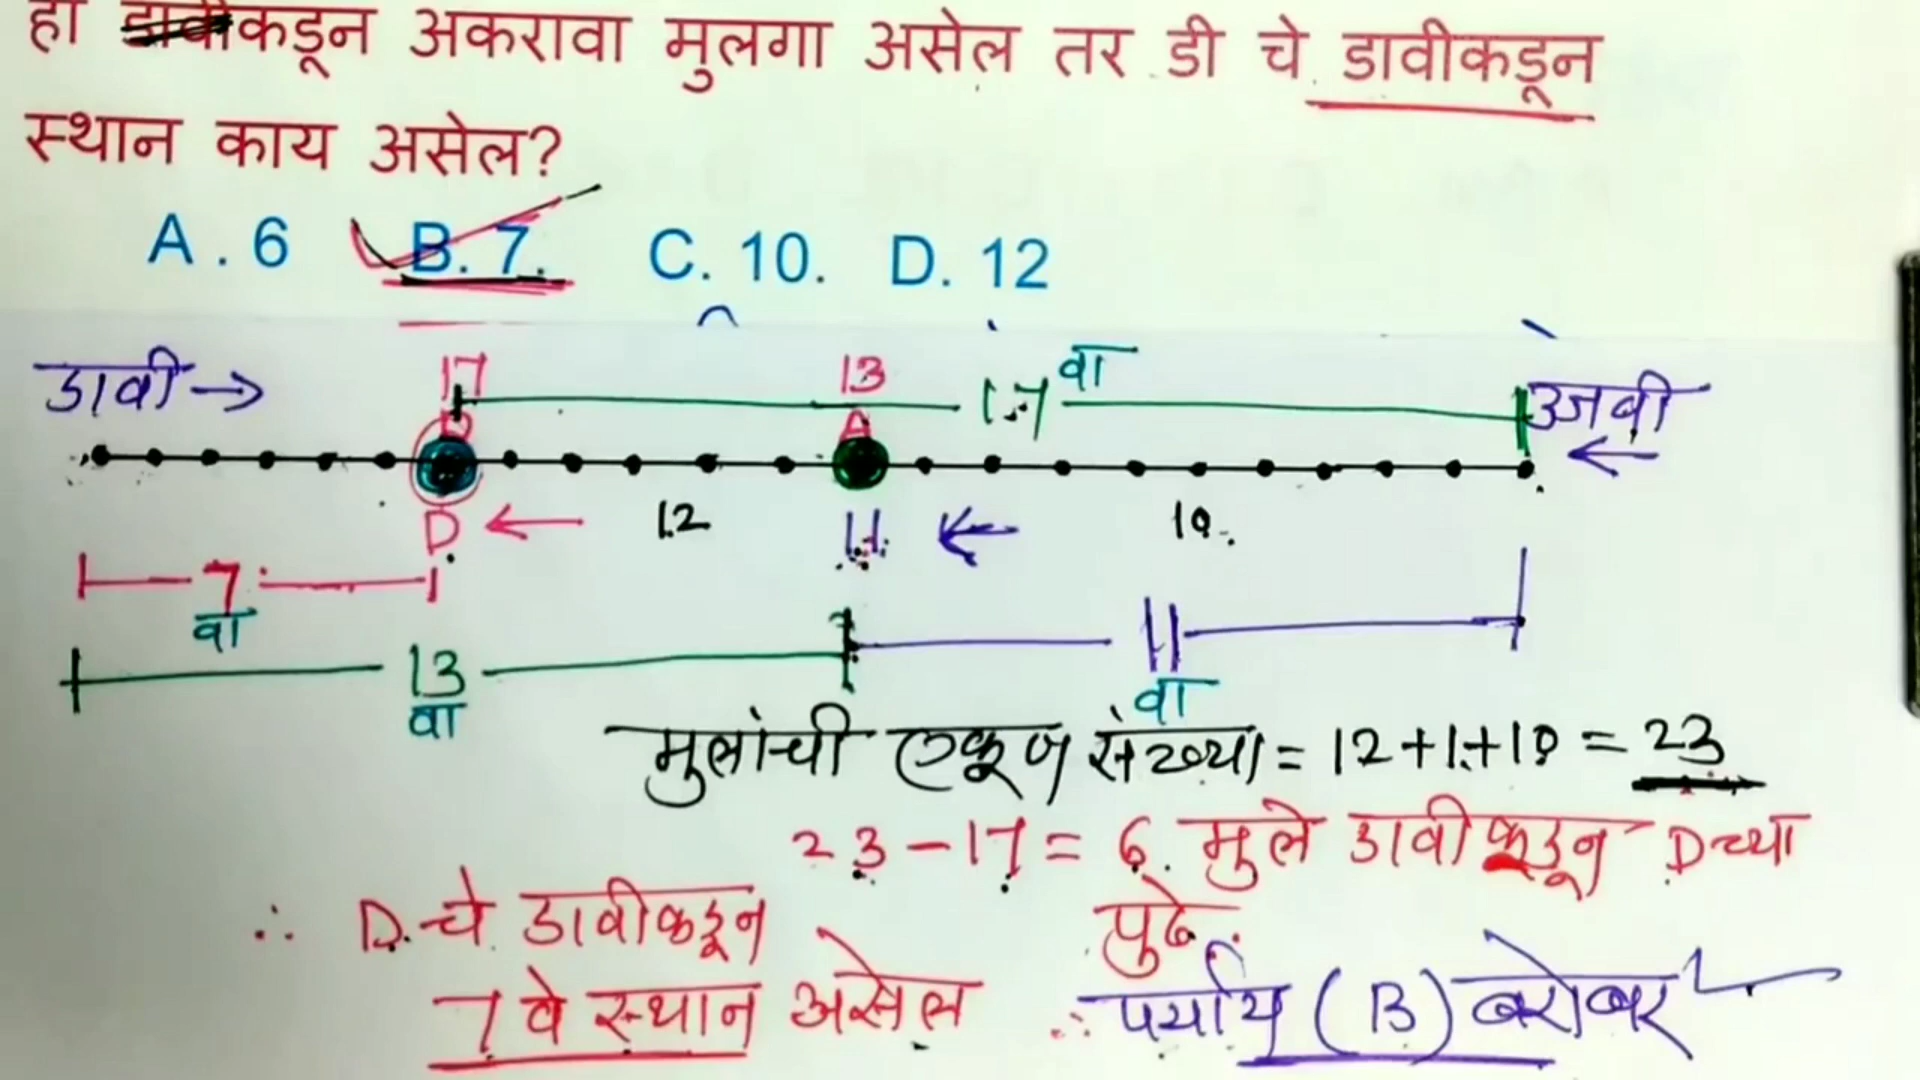 हा डावीकडून अकरावा मुलगा असेल तर डी चे डावीकडून
स्थान काय असेल?
A . 6 B. 7. C. 10. D. 12
डावी → 17 13 17 वा उजवी
D A ←
D ← 12 11 ← 10
7 वा
13 वा 11 वा
मुलांची एकूण संख्या = 12+1+10 = 23
23-17 = 6 मुले डावीकडून D च्या
पुढे
∴ D चे डावीकडून
7 वे स्थान असेल ∴ पर्याय (B) बरोबर